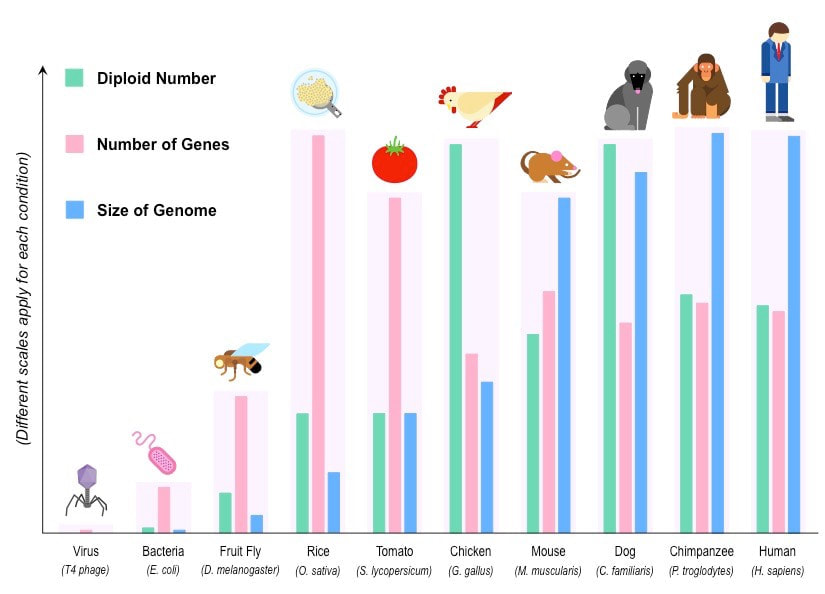 Diploid Number
Number of Genes
Size of Genome
(Different scales apply for each condition)
Virus
(T4 phage)
Bacteria
(E. coli)
Fruit Fly
(D. melanogaster)
Rice
(O. sativa)
Tomato
(S. lycopersicum)
Chicken
(G. gallus)
Mouse
(M. muscularis)
Dog
(C. familiaris)
Chimpanzee
(P. troglodytes)
Human
(H. sapiens)